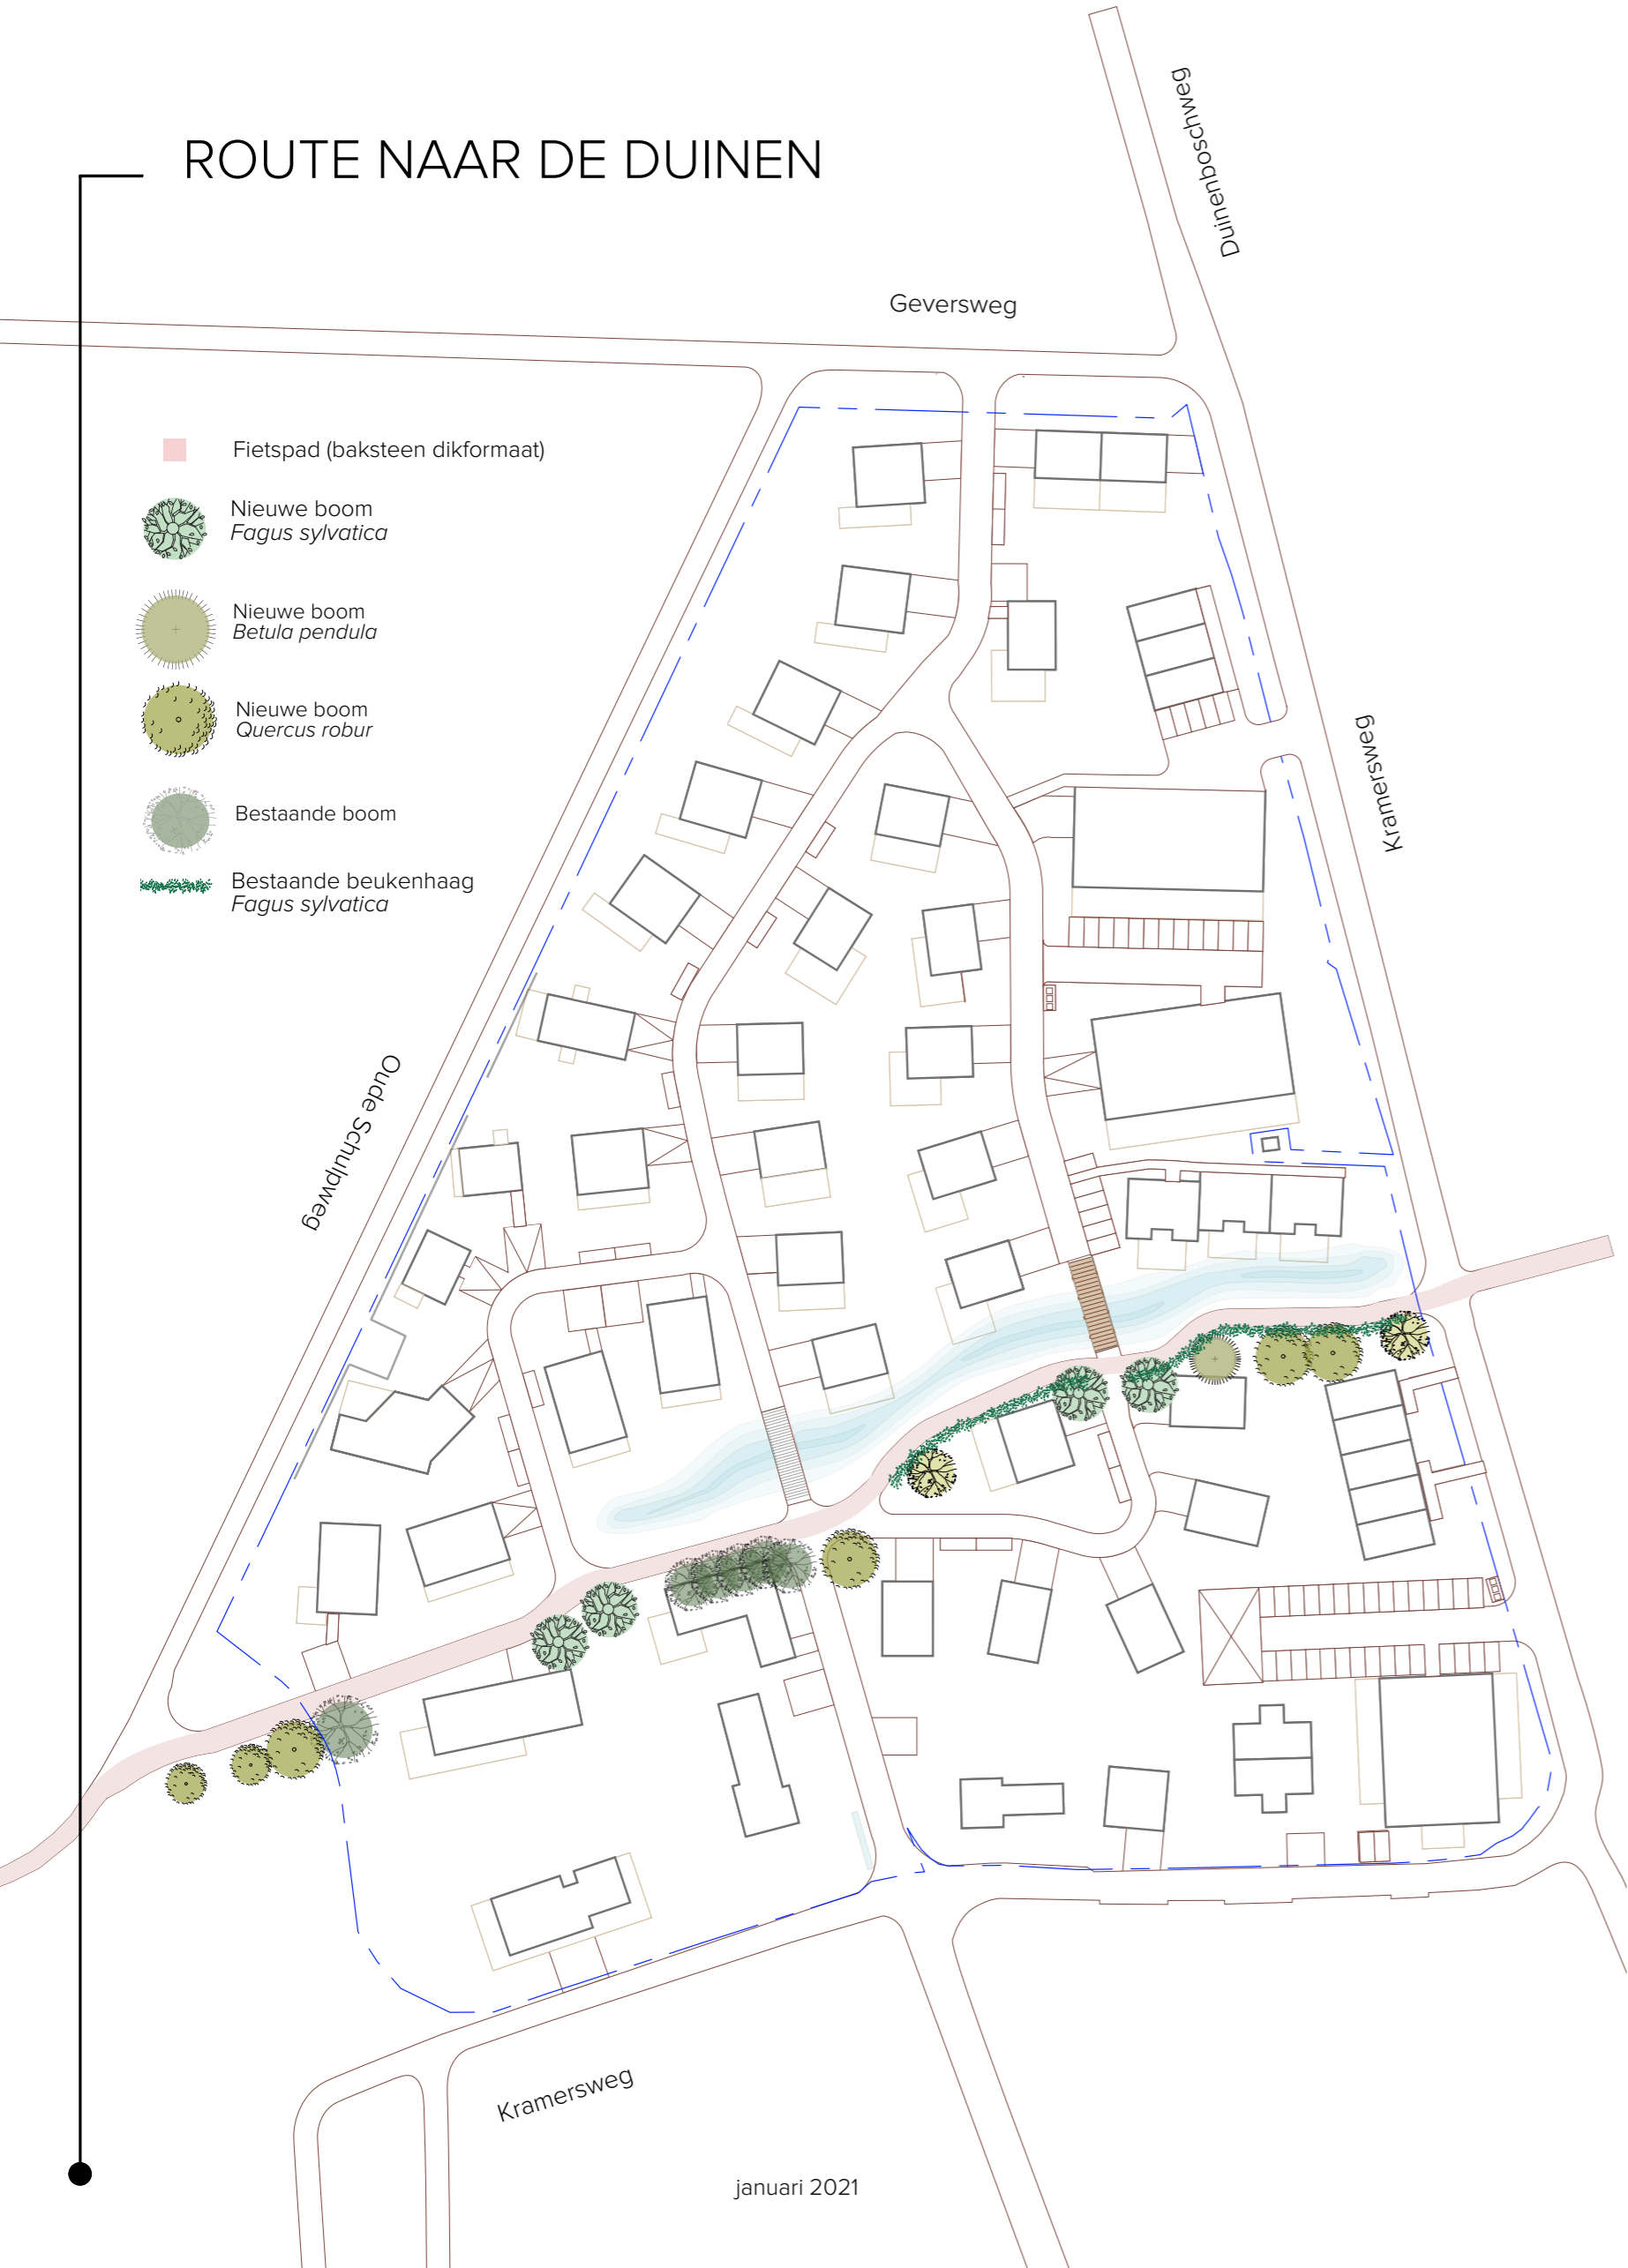 ROUTE NAAR DE DUINEN
Duinenboschweg
Geversweg
Fietspad (baksteen dikformaat)
Nieuwe boom
Fagus sylvatica
Nieuwe boom
Betula pendula
Nieuwe boom
Quercus robur
Bestaande boom
Bestaande beukenhaag
Fagus sylvatica
Kramersweg
Oude Schulpweg
Kramersweg
januari 2021